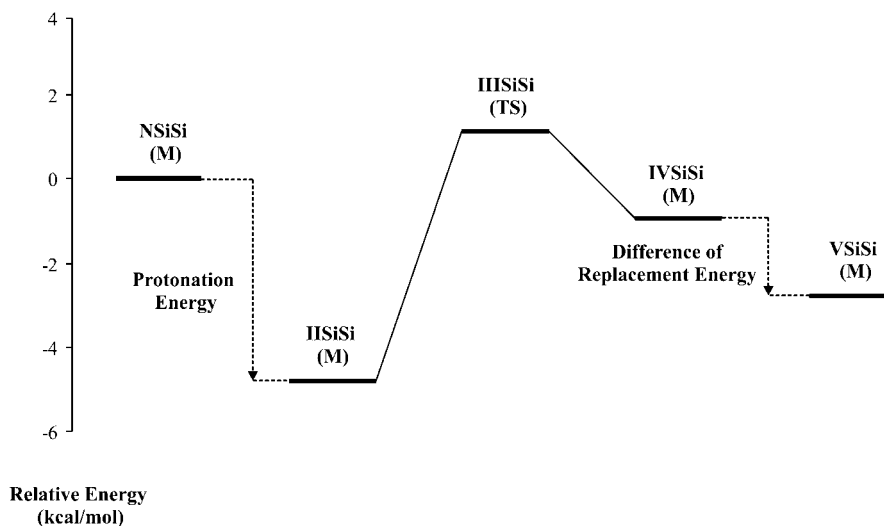 4
2
0
-2
-4
-6
NSiSi
(M)
Protonation
Energy
IISiSi
(M)
IIISiSi
(TS)
IVSiSi
(M)
Difference of
Replacement Energy
VSiSi
(M)
Relative Energy
(kcal/mol)